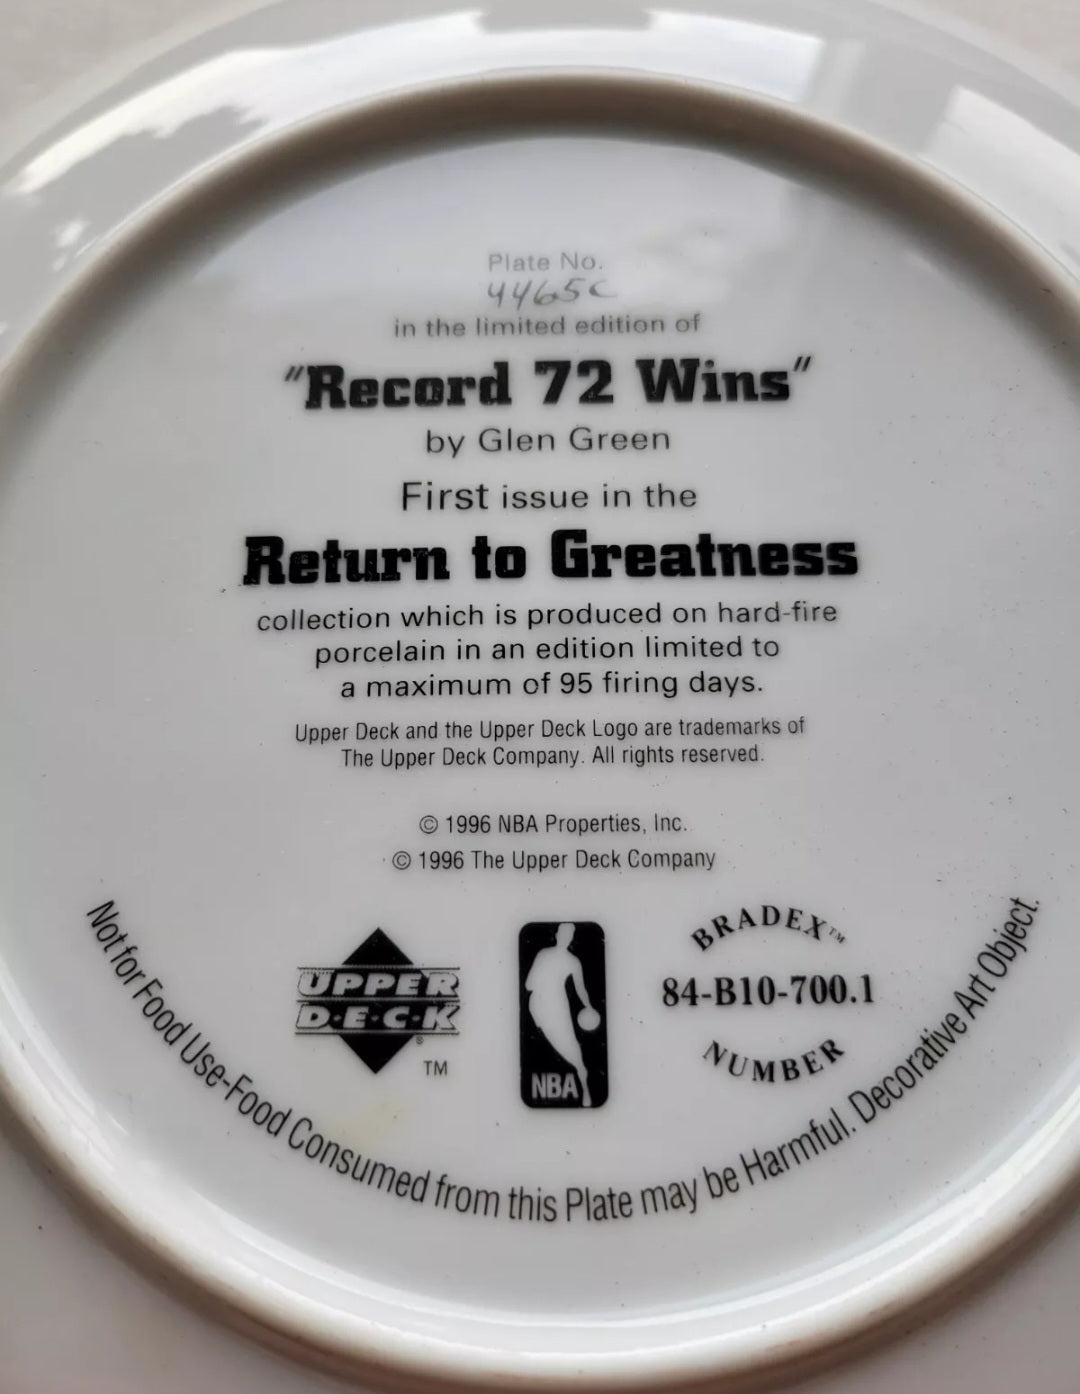 Plate No.
4465C
in the limited edition of
"Record 72 Wins"
by Glen Green
First issue in the
Return to Greatness
collection which is produced on hard-fire
porcelain in an edition limited to
a maximum of 95 firing days.
Upper Deck and the Upper Deck Logo are trademarks of
The Upper Deck Company. All rights reserved.
© 1996 NBA Properties, Inc.
© 1996 The Upper Deck Company
UPPER
D•E•C•K
®
TM
NBA
BRADEX™
84-B10-700.1
NUMBER
Not for Food Use-Food Consumed from this Plate may be Harmful. Decorative Art Object.